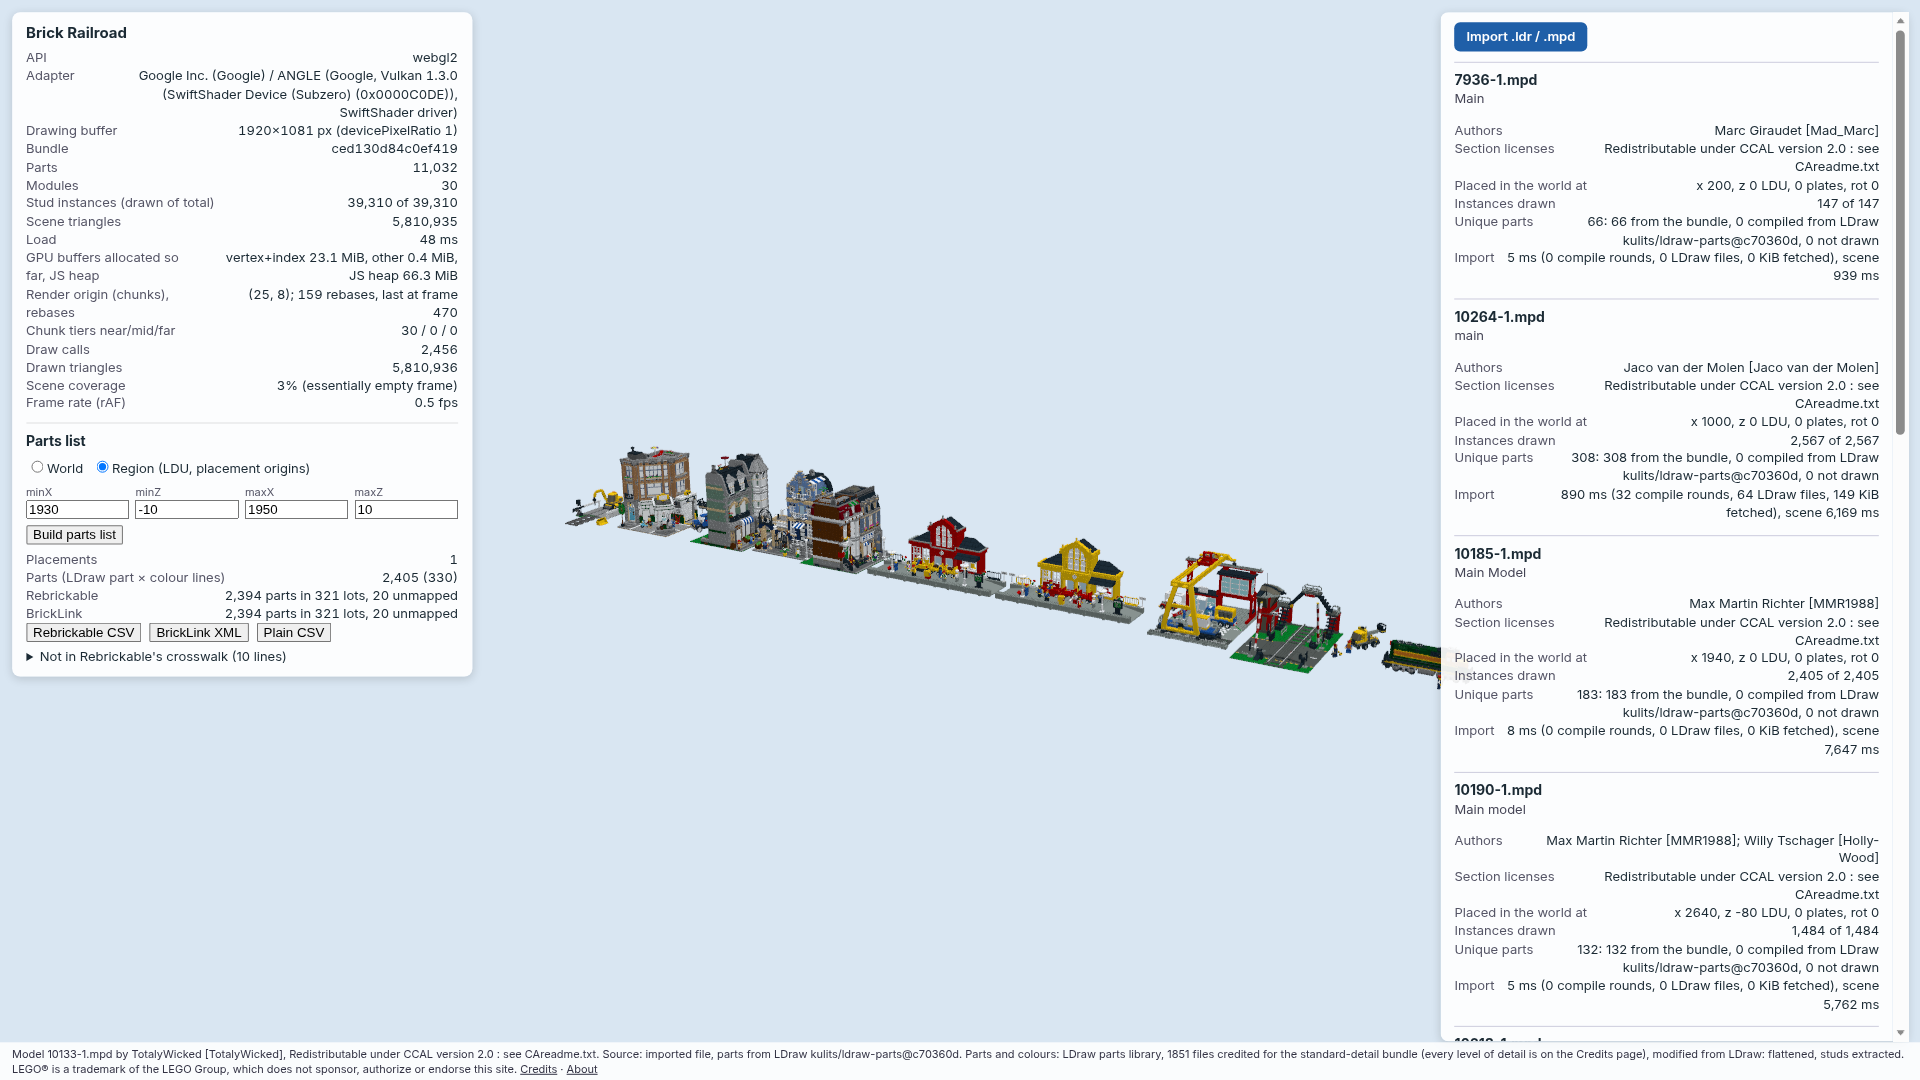 Brick Railroad
API webgl2
Adapter Google Inc. (Google) / ANGLE (Google, Vulkan 1.3.0
(SwiftShader Device (Subzero) (0x0000C0DE)),
SwiftShader driver)
Drawing buffer 1920×1081 px (devicePixelRatio 1)
Bundle ced130d84c0ef419
Parts 11,032
Modules 30
Stud instances (drawn of total) 39,310 of 39,310
Scene triangles 5,810,935
Load 48 ms
GPU buffers allocated so vertex+index 23.1 MiB, other 0.4 MiB,
far, JS heap JS heap 66.3 MiB
Render origin (chunks), (25, 8); 159 rebases, last at frame
rebases 470
Chunk tiers near/mid/far 30 / 0 / 0
Draw calls 2,456
Drawn triangles 5,810,936
Scene coverage 3% (essentially empty frame)
Frame rate (rAF) 0.5 fps
Parts list
World Region (LDU, placement origins)
minX minZ maxX maxZ
1930 -10 1950 10
Build parts list
Placements 1
Parts (LDraw part × colour lines) 2,405 (330)
Rebrickable 2,394 parts in 321 lots, 20 unmapped
BrickLink 2,394 parts in 321 lots, 20 unmapped
Rebrickable CSV BrickLink XML Plain CSV
Not in Rebrickable's crosswalk (10 lines)
Import .ldr / .mpd
7936-1.mpd
Main
Authors Marc Giraudet [Mad_Marc]
Section licenses Redistributable under CCAL version 2.0 : see
CAreadme.txt
Placed in the world at x 200, z 0 LDU, 0 plates, rot 0
Instances drawn 147 of 147
Unique parts 66: 66 from the bundle, 0 compiled from LDraw
kulits/ldraw-parts@c70360d, 0 not drawn
Import 5 ms (0 compile rounds, 0 LDraw files, 0 KiB fetched), scene
939 ms
10264-1.mpd
main
Authors Jaco van der Molen [Jaco van der Molen]
Section licenses Redistributable under CCAL version 2.0 : see
CAreadme.txt
Placed in the world at x 1000, z 0 LDU, 0 plates, rot 0
Instances drawn 2,567 of 2,567
Unique parts 308: 308 from the bundle, 0 compiled from LDraw
kulits/ldraw-parts@c70360d, 0 not drawn
Import 890 ms (32 compile rounds, 64 LDraw files, 149 KiB
fetched), scene 6,169 ms
10185-1.mpd
Main Model
Authors Max Martin Richter [MMR1988]
Section licenses Redistributable under CCAL version 2.0 : see
CAreadme.txt
Placed in the world at x 1940, z 0 LDU, 0 plates, rot 0
Instances drawn 2,405 of 2,405
Unique parts 183: 183 from the bundle, 0 compiled from LDraw
kulits/ldraw-parts@c70360d, 0 not drawn
Import 8 ms (0 compile rounds, 0 LDraw files, 0 KiB fetched), scene
7,647 ms
10190-1.mpd
Main model
Authors Max Martin Richter [MMR1988]; Willy Tschager [Holly-
Wood]
Section licenses Redistributable under CCAL version 2.0 : see
CAreadme.txt
Placed in the world at x 2640, z -80 LDU, 0 plates, rot 0
Instances drawn 1,484 of 1,484
Unique parts 132: 132 from the bundle, 0 compiled from LDraw
kulits/ldraw-parts@c70360d, 0 not drawn
Import 5 ms (0 compile rounds, 0 LDraw files, 0 KiB fetched), scene
5,762 ms
Model 10133-1.mpd by TotalyWicked [TotalyWicked], Redistributable under CCAL version 2.0 : see CAreadme.txt. Source: imported file, parts from LDraw kulits/ldraw-parts@c70360d. Parts and colours: LDraw parts library, 1851 files credited for the standard-detail bundle (every level of detail is on the Credits page), modified from LDraw: flattened, studs extracted.
LEGO® is a trademark of the LEGO Group, which does not sponsor, authorize or endorse this site. Credits · About